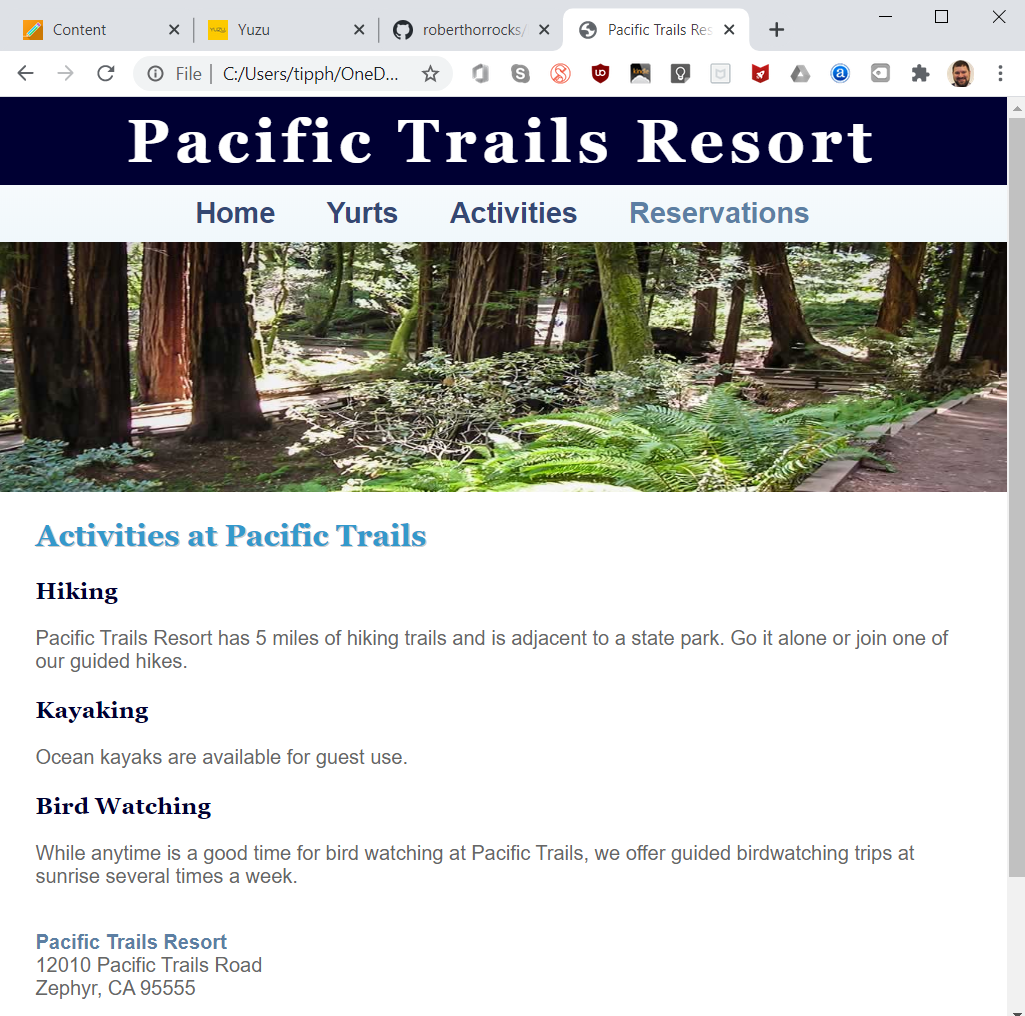 Content
Yuzu
roberthorrocks/
Pacific Trails Res
File
C:/Users/tipph/OneD...
Pacific Trails Resort
Home Yurts Activities Reservations
Activities at Pacific Trails
Hiking
Pacific Trails Resort has 5 miles of hiking trails and is adjacent to a state park. Go it alone or join one of
our guided hikes.
Kayaking
Ocean kayaks are available for guest use.
Bird Watching
While anytime is a good time for bird watching at Pacific Trails, we offer guided birdwatching trips at
sunrise several times a week.
Pacific Trails Resort
12010 Pacific Trails Road
Zephyr, CA 95555